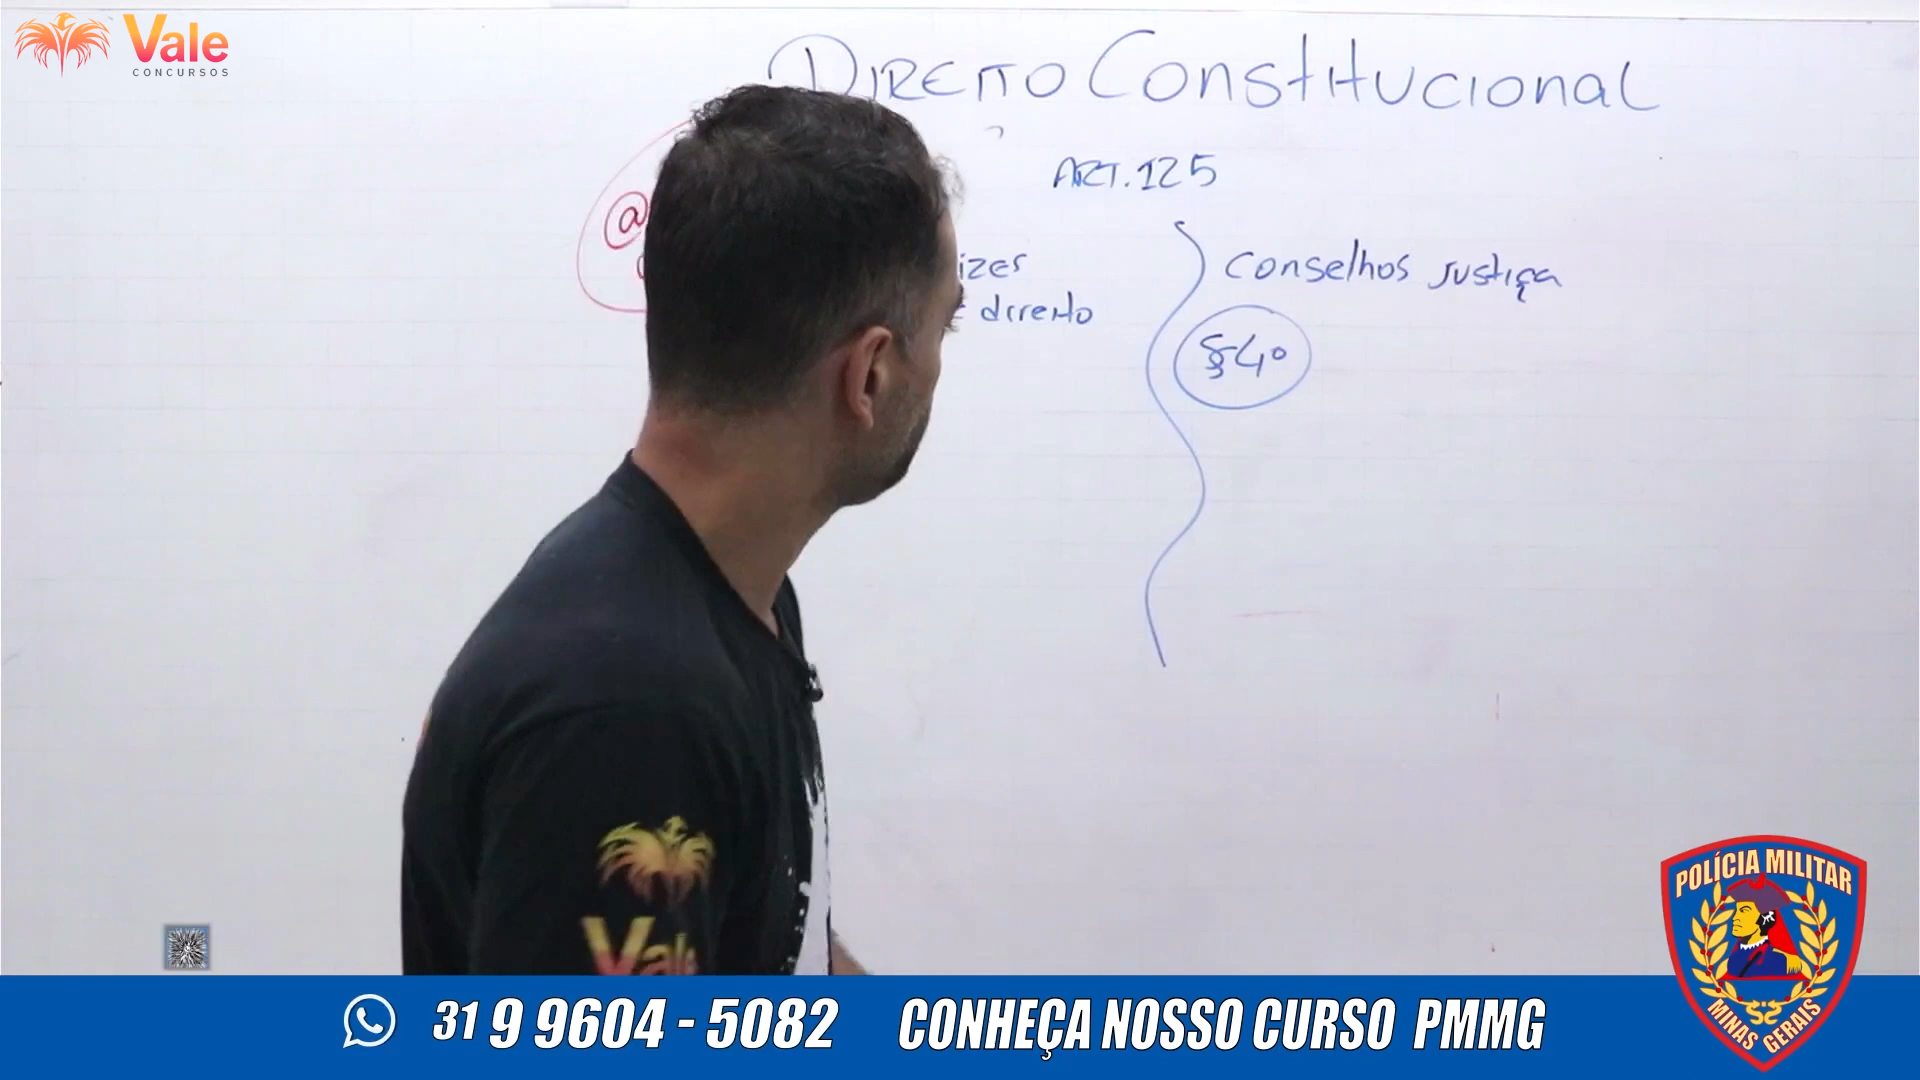 Vale
CONCURSOS
DIREITO Constitucional
ART. 125
@
izes
direito
Conselhos Justiça
§4º
Vale
POLÍCIA MILITAR
MINAS GERAIS
31 9 9604 - 5082 CONHEÇA NOSSO CURSO PMMG